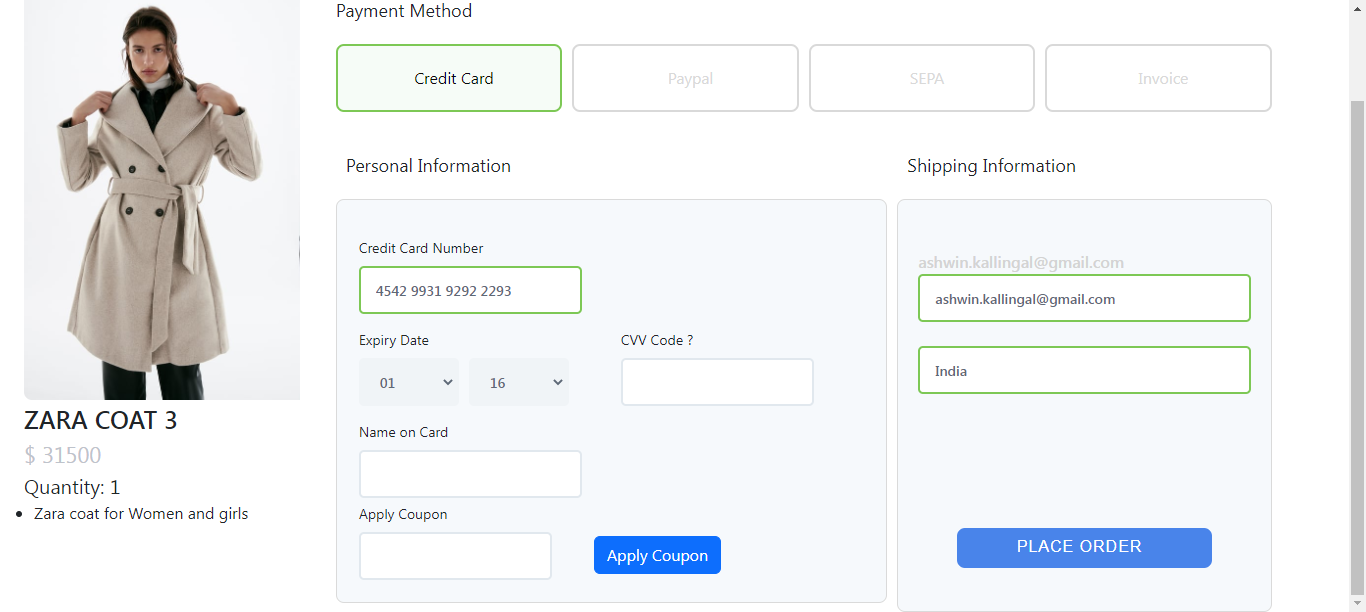 Payment Method
Credit Card
Paypal
SEPA
Invoice
Personal Information
Shipping Information
Credit Card Number
4542 9931 9292 2293
Expiry Date
CVV Code ?
01
16
Name on Card
Apply Coupon
Apply Coupon
ashwin.kallingal@gmail.com
ashwin.kallingal@gmail.com
India
PLACE ORDER
ZARA COAT 3
$ 31500
Quantity: 1
Zara coat for Women and girls